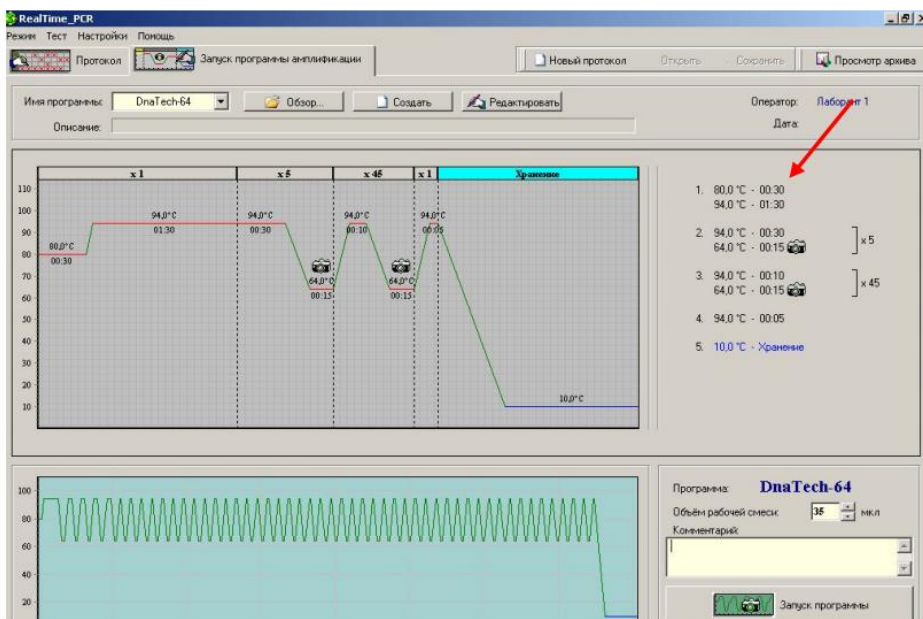 RealTime_PCR
Режим Тест Настройки Помощь
Протокол Запуск программы амплификации Новый протокол Открыть Сохранить Просмотр архива
Имя программы: DnaTech-64 Обзор... Создать Редактировать Оператор: Лаборант 1
Описание: Дата:
x 1 x 5 x 45 x 1 Хранение
110
100
90
80
70
60
50
40
30
20
10
80,0°C
00:30
94,0°C
01:30
94,0°C
00:30
64,0°C
00:15
94,0°C
00:10
64,0°C
00:15
94,0°C
00:05
10,0°C
1. 80,0 °C - 00:30
94,0 °C - 01:30
2. 94,0 °C - 00:30
64,0 °C - 00:15 x 5
3. 94,0 °C - 00:10
64,0 °C - 00:15 x 45
4. 94,0 °C - 00:05
5. 10,0 °C - Хранение
100
80
60
40
20
Программа: DnaTech-64
Объём рабочей смеси: 35 мкл
Комментарий:
Запуск программы